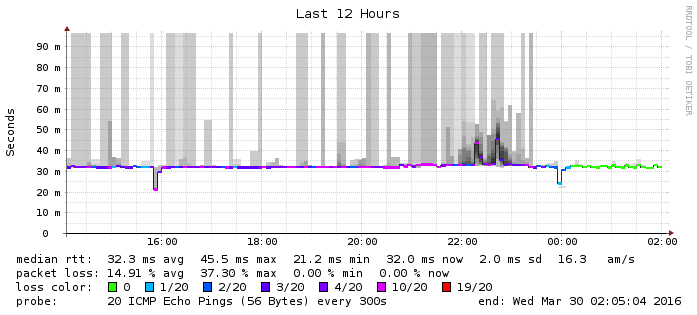 Last 12 Hours
RRDTOOL / TOBI OETIKER
Seconds
90 m
80 m
70 m
60 m
50 m
40 m
30 m
20 m
10 m
0
16:00 18:00 20:00 22:00 00:00 02:00
median rtt: 32.3 ms avg 45.5 ms max 21.2 ms min 32.0 ms now 2.0 ms sd 16.3 am/s
packet loss: 14.91 % avg 37.30 % max 0.00 % min 0.00 % now
loss color: 0 1/20 2/20 3/20 4/20 10/20 19/20
probe: 20 ICMP Echo Pings (56 Bytes) every 300s end: Wed Mar 30 02:05:04 2016